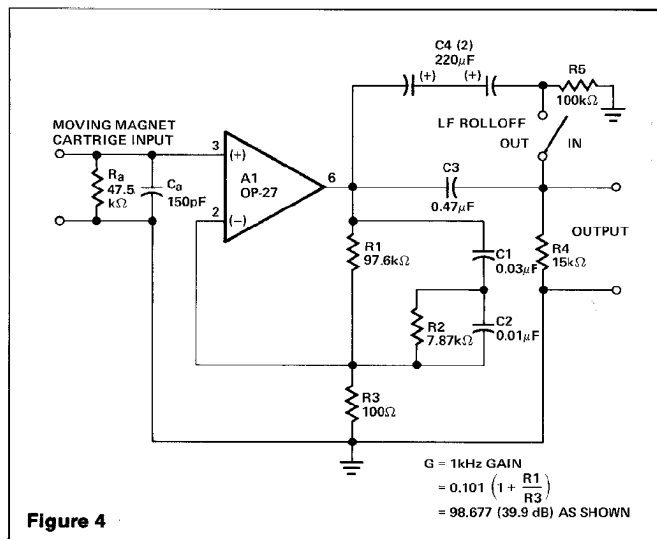 C4 (2)
220μF
(+) (+)
R5
100kΩ
LF ROLLOFF
OUT IN
MOVING MAGNET
CARTRIGE INPUT
3
(+)
A1
OP-27
6
2
(–)
Ra
47.5
kΩ
Ca
150pF
C3
0.47μF
OUTPUT
R1
97.6kΩ
C1
0.03μF
R4
15kΩ
R2
7.87kΩ
C2
0.01μF
R3
100Ω
G = 1kHz GAIN
= 0.101 (1 + R1/R3)
= 98.677 (39.9 dB) AS SHOWN
Figure 4